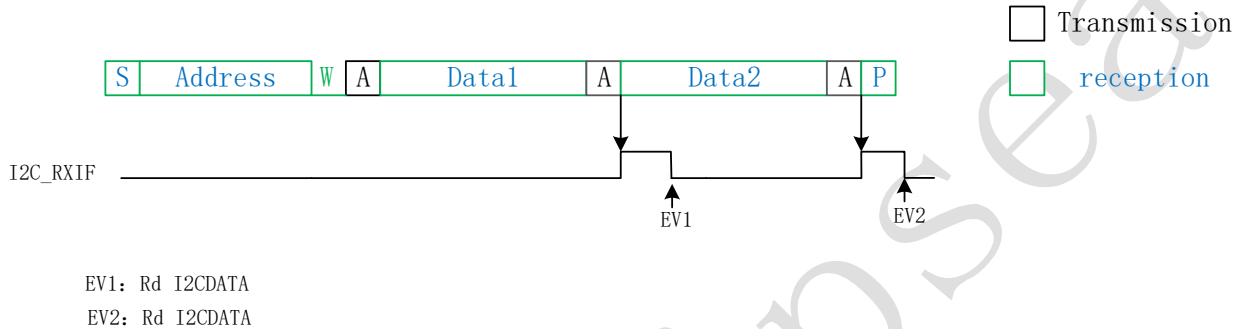 Transmission
S Address W A Data1 A Data2 A P
reception
I2C_RXIF
EV1
EV2
EV1: Rd I2CDATA
EV2: Rd I2CDATA